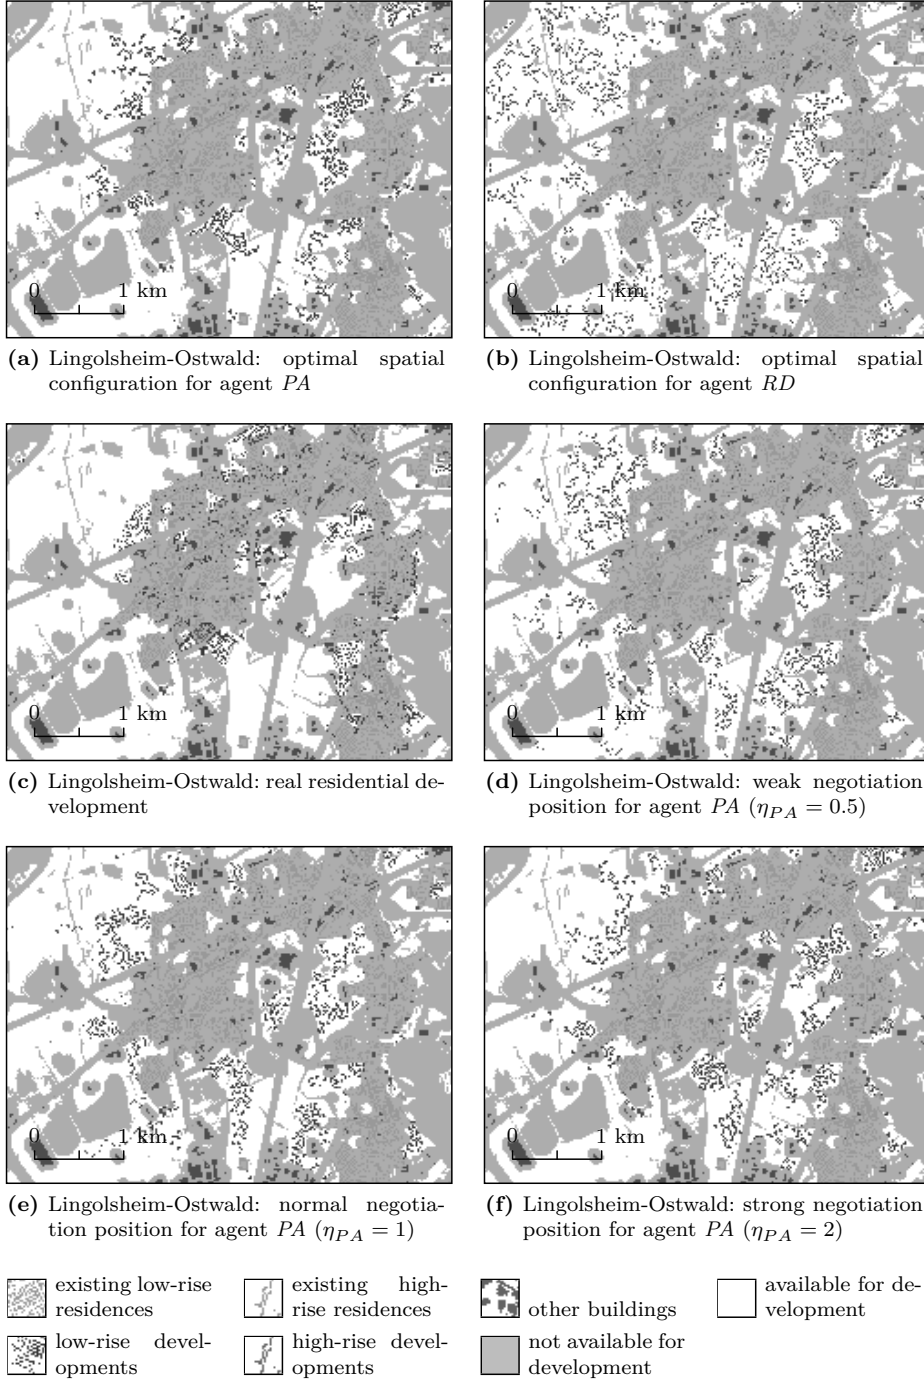 0 1 km
0 1 km
(a) Lingolsheim-Ostwald: optimal spatial
configuration for agent PA
(b) Lingolsheim-Ostwald: optimal spatial
configuration for agent RD
0 1 km
0 1 km
(c) Lingolsheim-Ostwald: real residential de-
velopment
(d) Lingolsheim-Ostwald: weak negotiation
position for agent PA (η_PA = 0.5)
0 1 km
0 1 km
(e) Lingolsheim-Ostwald: normal negotia-
tion position for agent PA (η_PA = 1)
(f) Lingolsheim-Ostwald: strong negotiation
position for agent PA (η_PA = 2)
existing low-rise
residences
existing high-
rise residences
other buildings
available for de-
velopment
low-rise devel-
opments
high-rise devel-
opments
not available for
development